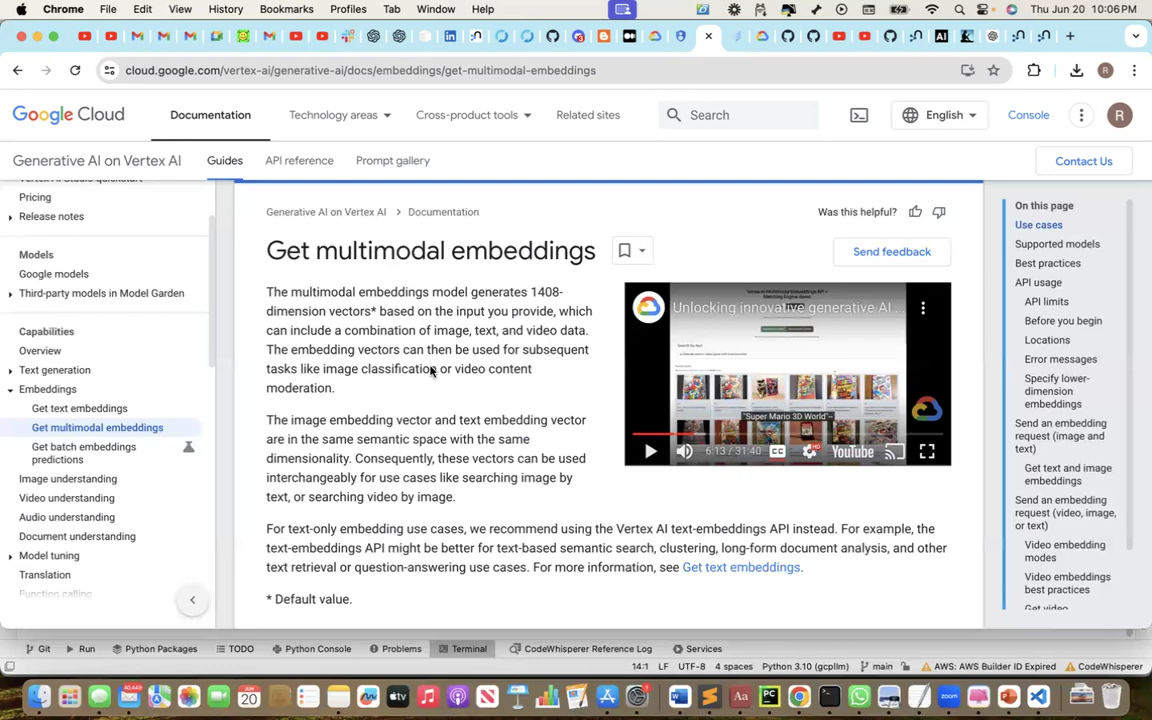 Chrome File Edit View History Bookmarks Profiles Tab Window Help Thu Jun 20 10:06 PM
cloud.google.com/vertex-ai/generative-ai/docs/embeddings/get-multimodal-embeddings R
Google Cloud Documentation Technology areas Cross-product tools Related sites Search English Console R
Generative AI on Vertex AI Guides API reference Prompt gallery Contact Us
Pricing
Release notes
Models
Google models
Third-party models in Model Garden
Capabilities
Overview
Text generation
Embeddings
Get text embeddings
Get multimodal embeddings
Get batch embeddings
predictions
Image understanding
Video understanding
Audio understanding
Document understanding
Model tuning
Translation
Function calling
Generative AI on Vertex AI > Documentation Was this helpful?
Get multimodal embeddings Send feedback
The multimodal embeddings model generates 1408-
dimension vectors* based on the input you provide, which
can include a combination of image, text, and video data.
The embedding vectors can then be used for subsequent
tasks like image classification or video content
moderation.
The image embedding vector and text embedding vector
are in the same semantic space with the same
dimensionality. Consequently, these vectors can be used
interchangeably for use cases like searching image by
text, or searching video by image.
Unlocking innovative generative AI ...
"Super Mario 3D World"-
6:13 / 31:40 CC HD YouTube
For text-only embedding use cases, we recommend using the Vertex AI text-embeddings API instead. For example, the
text-embeddings API might be better for text-based semantic search, clustering, long-form document analysis, and other
text retrieval or question-answering use cases. For more information, see Get text embeddings.
* Default value.
On this page
Use cases
Supported models
Best practices
API usage
API limits
Before you begin
Locations
Error messages
Specify lower-
dimension
embeddings
Send an embedding
request (image and
text)
Get text and image
embeddings
Send an embedding
request (video, image,
or text)
Video embedding
modes
Video embeddings
best practices
Get video
Git Run Python Packages TODO Python Console Problems Terminal CodeWhisperer Reference Log Services
14:1 LF UTF-8 4 spaces Python 3.10 (gcpllm) main AWS: AWS Builder ID Expired CodeWhisperer